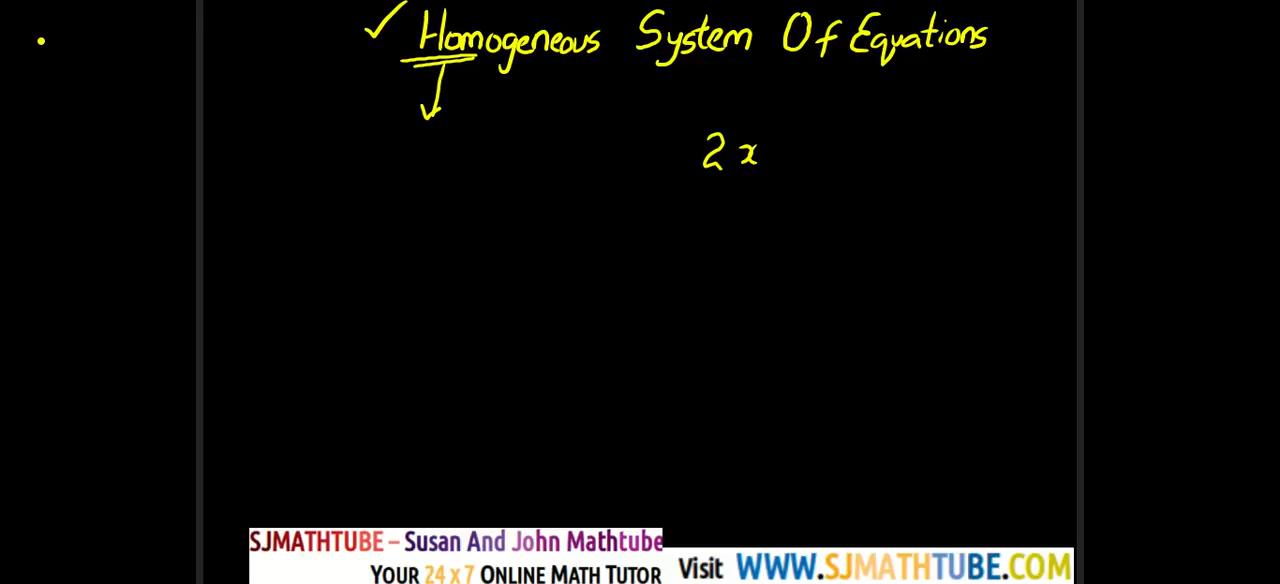 Homogeneous System Of Equations
2x
SJMATHTUBE – Susan And John Mathtube
YOUR 24 x 7 ONLINE MATH TUTOR
Visit WWW.SJMATHTUBE.COM